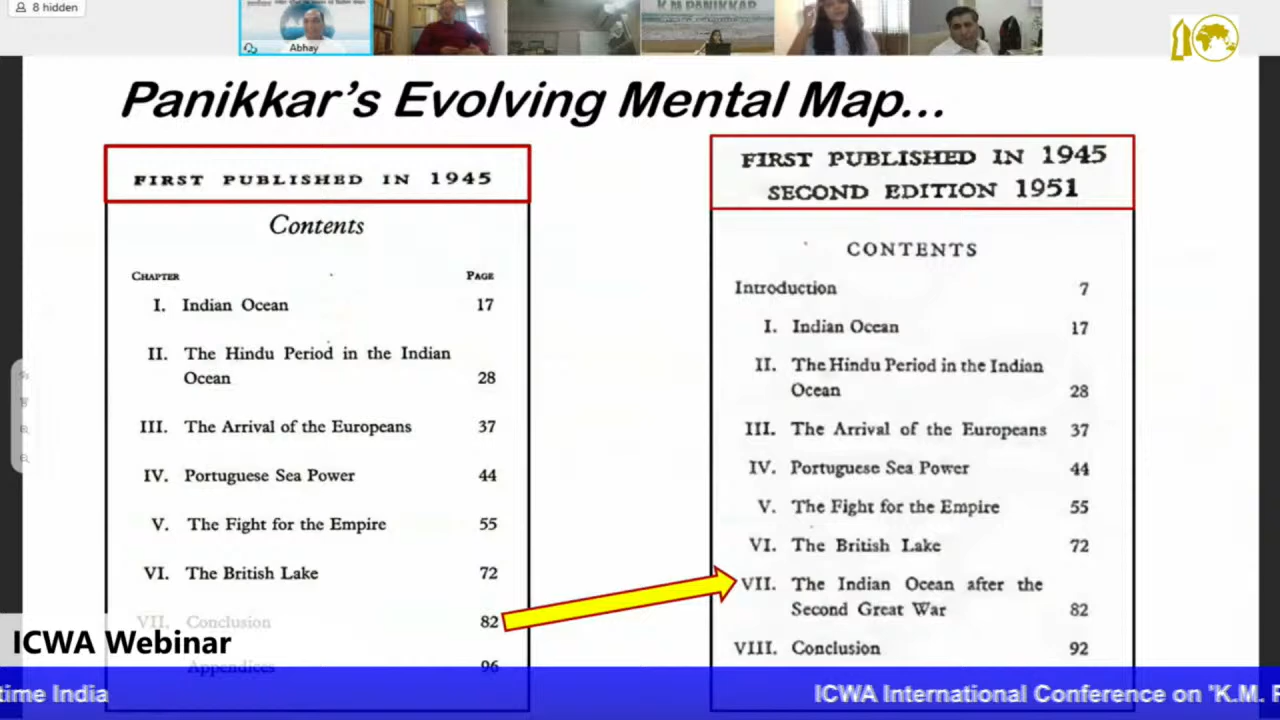 8 hidden
Abhay
K M PANIKKAR
Panikkar's Evolving Mental Map...
FIRST PUBLISHED IN 1945
Contents
CHAPTER PAGE
I. Indian Ocean 17
II. The Hindu Period in the Indian
Ocean 28
III. The Arrival of the Europeans 37
IV. Portuguese Sea Power 44
V. The Fight for the Empire 55
VI. The British Lake 72
VII. Conclusion 82
Appendices 96
FIRST PUBLISHED IN 1945
SECOND EDITION 1951
CONTENTS
Introduction 7
I. Indian Ocean 17
II. The Hindu Period in the Indian
Ocean 28
III. The Arrival of the Europeans 37
IV. Portuguese Sea Power 44
V. The Fight for the Empire 55
VI. The British Lake 72
VII. The Indian Ocean after the
Second Great War 82
VIII. Conclusion 92
ICWA Webinar
time India ICWA International Conference on "K.M. P